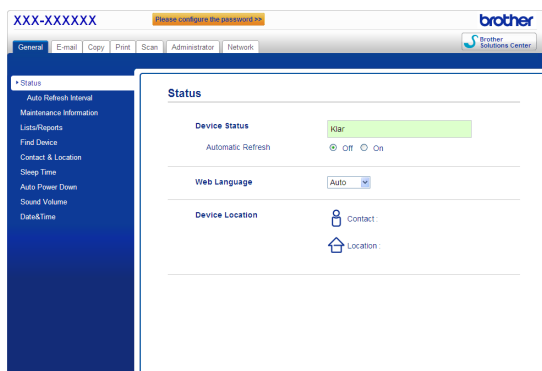 XXX-XXXXXX
Please configure the password >>
brother
General E-mail Copy Print Scan Administrator Network
Brother
Solutions Center
Status
Auto Refresh Interval
Maintenance Information
Lists/Reports
Find Device
Contact & Location
Sleep Time
Auto Power Down
Sound Volume
Date&Time
Status
Device Status Klar
Automatic Refresh Off On
Web Language Auto
Device Location Contact :
Location :